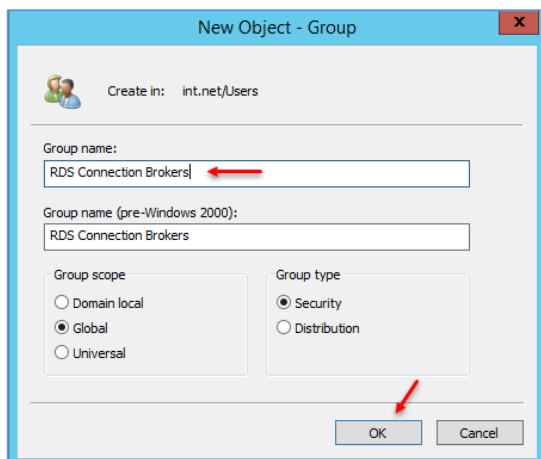 New Object - Group
x
Create in: int.net/Users
Group name:
RDS Connection Brokers
Group name (pre-Windows 2000):
RDS Connection Brokers
Group scope
Domain local
Global
Universal
Group type
Security
Distribution
OK
Cancel